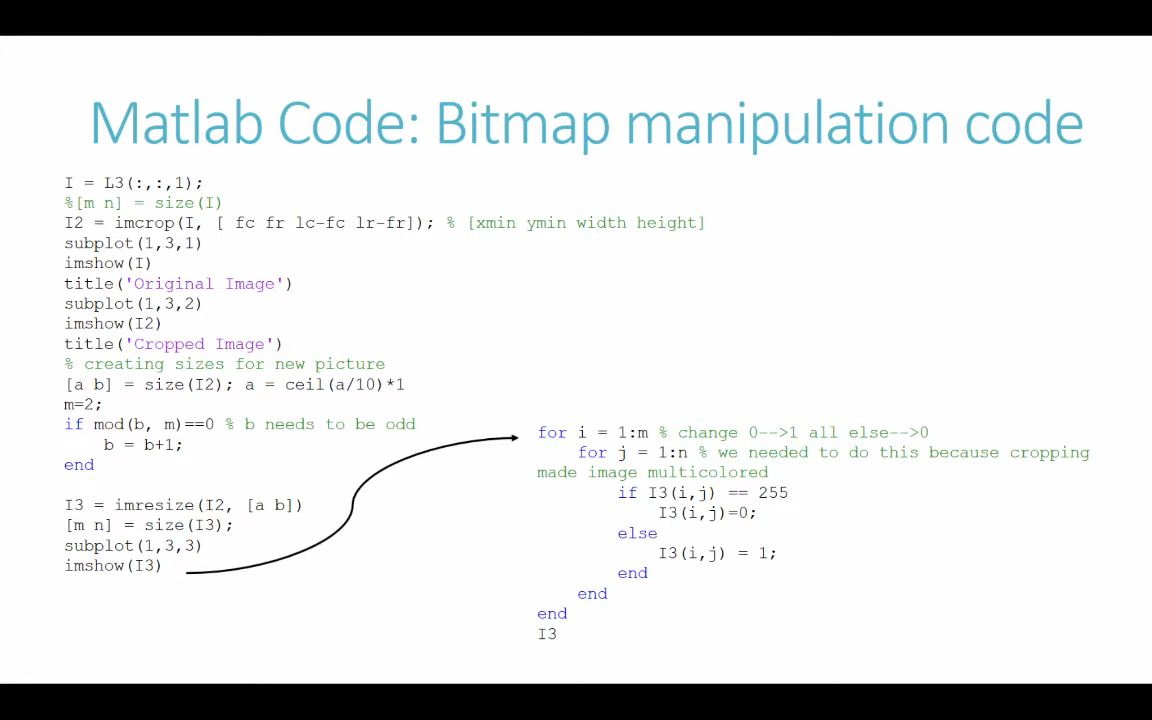 Matlab Code: Bitmap manipulation code
I = L3(:,:,1);
%[m n] = size(I)
I2 = imcrop(I, [ fc fr lc-fc lr-fr]); % [xmin ymin width height]
subplot(1,3,1)
imshow(I)
title('Original Image')
subplot(1,3,2)
imshow(I2)
title('Cropped Image')
% creating sizes for new picture
[a b] = size(I2); a = ceil(a/10)*1
m=2;
if mod(b, m)==0 % b needs to be odd
    b = b+1;
end
I3 = imresize(I2, [a b])
[m n] = size(I3);
subplot(1,3,3)
imshow(I3)
for i = 1:m % change 0-->1 all else-->0
    for j = 1:n % we needed to do this because cropping
made image multicolored
        if I3(i,j) == 255
            I3(i,j)=0;
        else
            I3(i,j) = 1;
        end
    end
end
I3